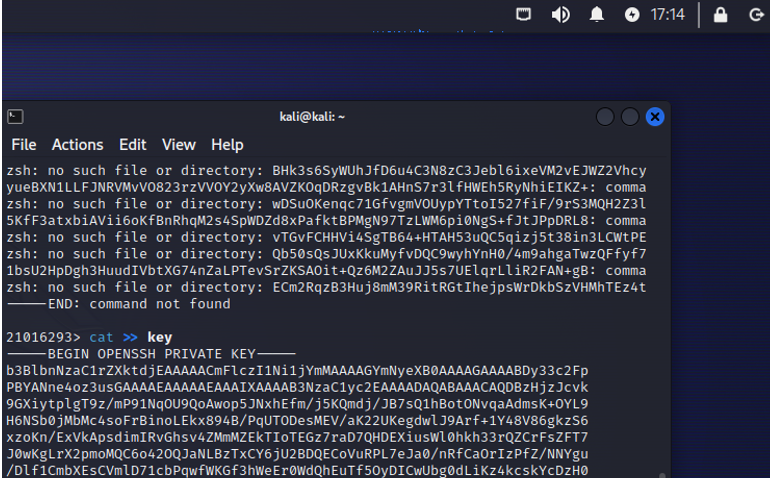 17:14
kali@kali: ~
File Actions Edit View Help
zsh: no such file or directory: BHk3s6SyWUhJfD6u4C3N8zC3Jebl6ixeVM2vEJWZ2Vhcy
yueBXN1LLFJNRVMvVO823rzVVOY2yXw8AVZKOqDRzgvBk1AHnS7r3lfHWEh5RyNhiEIKZ+: comma
zsh: no such file or directory: wDSuOKenqc71GfvgmVOUypYTtoI527fiF/9rS3MQH2Z3l
5KfF3atxbiAVii6oKfBnRhqM2s4SpWDZd8xPafktBPMgN97TzLWM6pi0NgS+fJtJPpDRL8: comma
zsh: no such file or directory: vTGvFCHHVi4SgTB64+HTAH53uQC5qizj5t38in3LCWtPE
zsh: no such file or directory: Qb50sQsJUxKkuMyfvDQC9wyhYnH0/4m9ahgaTwzQFfyf7
1bsU2HpDgh3HuudIVbtXG74nZaLPTevSrZKSAOit+Qz6M2ZAuJJ5s7UElqrLliR2FAN+gB: comma
zsh: no such file or directory: ECm2RqzB3Huj8mM39RitRGtIhejpsWrDkbSzVHMhTEz4t
-----END: command not found
21016293> cat >> key
-----BEGIN OPENSSH PRIVATE KEY-----
b3BlbnNzaC1rZXktdjEAAAAACmFlczI1Ni1jYmMAAAAGYmNyeXB0AAAAGAAAABDy33c2Fp
PBYANne4oz3usGAAAAEAAAAAEAAAIXAAAAB3NzaC1yc2EAAAADAQABAAACAQDBzHjzJcvk
9GXiytplgT9z/mP91NqOU9QoAwop5JNxhEfm/j5KQmdj/JB7sQ1hBotONvqaAdmsK+OYL9
H6NSb0jMbMc4soFrBinoLEkx894B/PqUTODesMEV/aK22UKegdwlJ9Arf+1Y48V86gkzS6
xzoKn/ExVkApsdimIRvGhsv4ZMmMZEkTIoTEGz7raD7QHDEXiusWl0hkh33rQZCrFsZFT7
J0wKgLrX2pmoMQC6o42OQJaNLBzTxCY6jU2BDQECoVuRPL7eJa0/nRfCaOrIzPfZ/NNYgu
/Dlf1CmbXEsCVmlD71cbPqwfWKGf3hWeEr0WdQhEuTf5OyDICwUbg0dLiKz4kcskYcDzH0